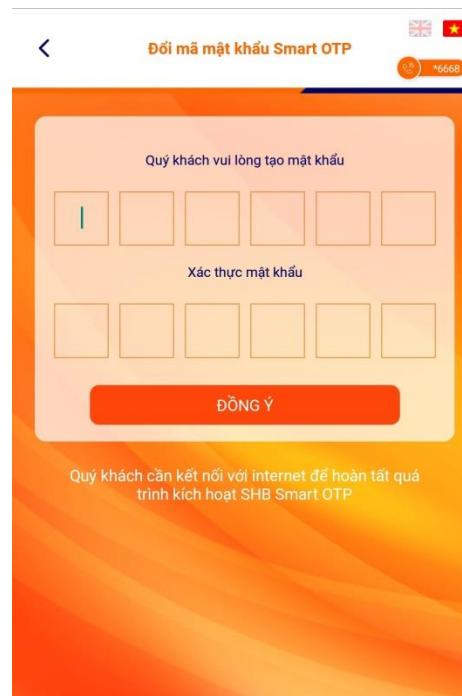 Đổi mã mật khẩu Smart OTP
*6668
Quý khách vui lòng tạo mật khẩu
Xác thực mật khẩu
ĐỒNG Ý
Quý khách cần kết nối với internet để hoàn tất quá
trình kích hoạt SHB Smart OTP